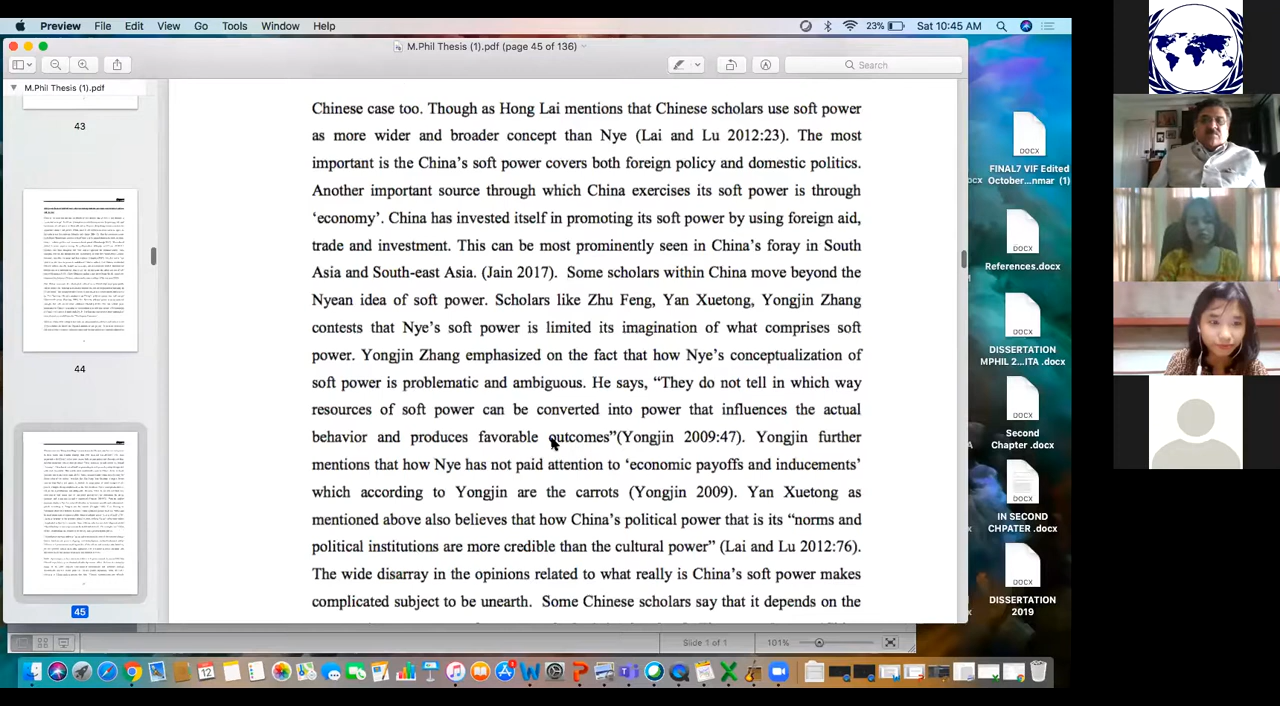 Preview File Edit View Go Tools Window Help 23% Sat 10:45 AM
M.Phil Thesis (1).pdf (page 45 of 136)
Search
M.Phil Thesis (1).pdf
43
44
45
Chinese case too. Though as Hong Lai mentions that Chinese scholars use soft power
as more wider and broader concept than Nye (Lai and Lu 2012:23). The most
important is the China's soft power covers both foreign policy and domestic politics.
Another important source through which China exercises its soft power is through
'economy'. China has invested itself in promoting its soft power by using foreign aid,
trade and investment. This can be most prominently seen in China's foray in South
Asia and South-east Asia. (Xuan 2017). Some scholars within China move beyond the
Nyean idea of soft power. Scholars like Zhu Feng, Yan Xuetong, Yongjin Zhang
contests that Nye's soft power is limited its imagination of what comprises soft
power. Yongjin Zhang emphasized on the fact that how Nye's conceptualization of
soft power is problematic and ambiguous. He says, “They do not tell in which way
resources of soft power can be converted into power that influences the actual
behavior and produces favorable outcomes”(Yongjin 2009:47). Yongjin further
mentions that how Nye has not paid attention to 'economic payoffs and inducements'
which according to Yongjin are the carrots (Yongjin 2009). Yan Xuetong as
mentioned above also believes that how China's political power than its norms and
political institutions are more sensible than the cultural power” (Lai and Lu 2012:76).
The wide disarray in the opinions related to what really is China's soft power makes
complicated subject to be unearth. Some Chinese scholars say that it depends on the
Slide 1 of 1 101%
DOCX
FINAL7 VIF Edited
October...nmar (1)
DOCX
References.docx
DOCX
DISSERTATION
MPHIL 2...ITA .docx
DOCX
Second
Chapter .docx
IN SECOND
CHPATER .docx
DOCX
DISSERTATION
2019